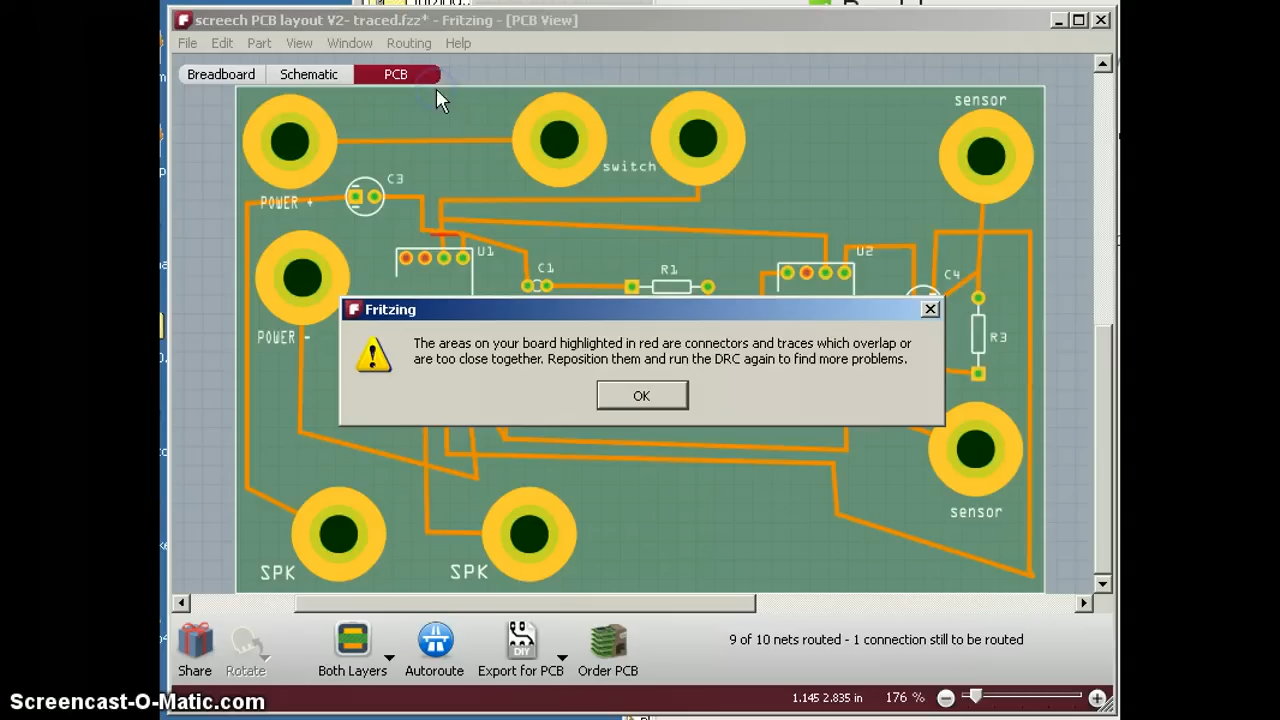 screech PCB layout V2- traced.fzz* - Fritzing - [PCB View]
File Edit Part View Window Routing Help
Breadboard Schematic PCB
sensor
switch
C3
POWER +
U1
U2
C1
R1
C4
POWER -
R3
Fritzing
The areas on your board highlighted in red are connectors and traces which overlap or
are too close together. Reposition them and run the DRC again to find more problems.
OK
sensor
SPK
SPK
DIY
9 of 10 nets routed - 1 connection still to be routed
Share Rotate Both Layers Autoroute Export for PCB Order PCB
1.145 2.835 in 176 %
Screencast-O-Matic.com